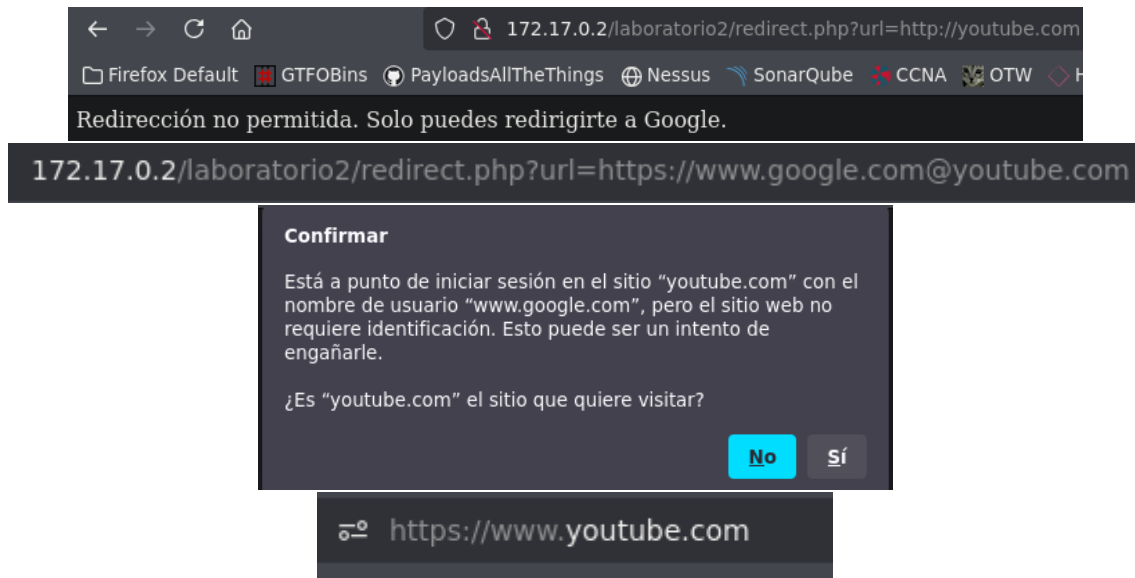 172.17.0.2/laboratorio2/redirect.php?url=http://youtube.com
Firefox Default GTFOBins PayloadsAllTheThings Nessus SonarQube CCNA OTW
Redirección no permitida. Solo puedes redirigirte a Google.
172.17.0.2/laboratorio2/redirect.php?url=https://www.google.com@youtube.com
Confirmar
Está a punto de iniciar sesión en el sitio “youtube.com” con el
nombre de usuario “www.google.com”, pero el sitio web no
requiere identificación. Esto puede ser un intento de
engañarle.
¿Es “youtube.com” el sitio que quiere visitar?
No Sí
https://www.youtube.com